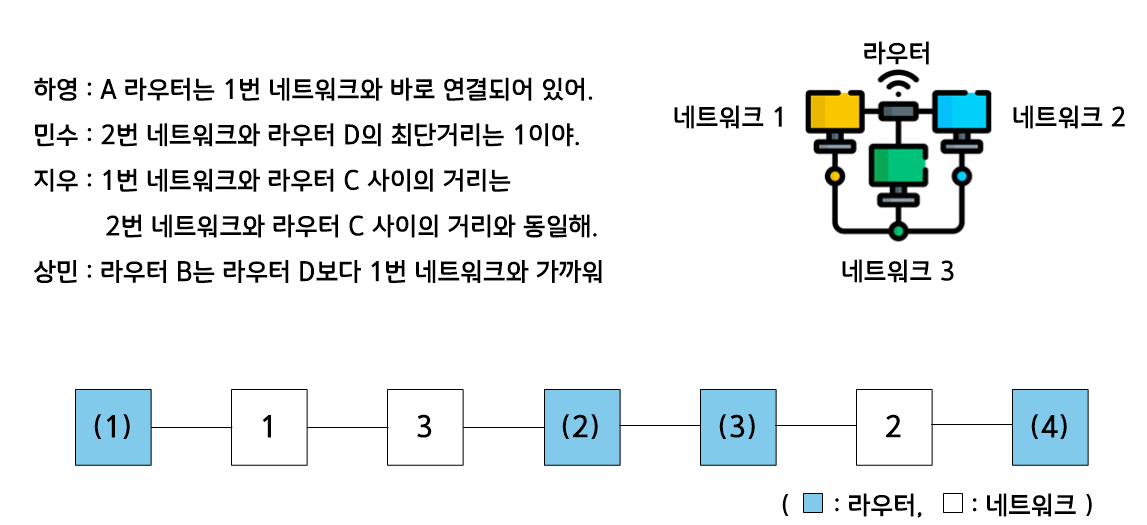 하영 : A 라우터는 1번 네트워크와 바로 연결되어 있어.
민수 : 2번 네트워크와 라우터 D의 최단거리는 1이야.
지우 : 1번 네트워크와 라우터 C 사이의 거리는
2번 네트워크와 라우터 C 사이의 거리와 동일해.
상민 : 라우터 B는 라우터 D보다 1번 네트워크와 가까워
라우터
네트워크 1
네트워크 2
네트워크 3
(1) 1 3 (2) (3) 2 (4)
( : 라우터, : 네트워크 )